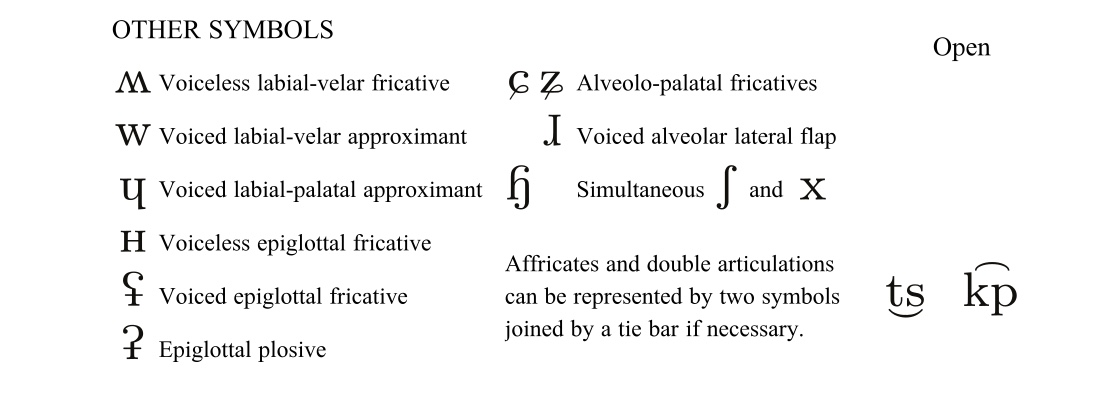 OTHER SYMBOLS
Open
ʍ Voiceless labial-velar fricative
w Voiced labial-velar approximant
ɥ Voiced labial-palatal approximant
ʜ Voiceless epiglottal fricative
ʢ Voiced epiglottal fricative
ʡ Epiglottal plosive
ɕ ʑ Alveolo-palatal fricatives
ɺ Voiced alveolar lateral flap
ɧ Simultaneous ʃ and x
Affricates and double articulations
can be represented by two symbols
joined by a tie bar if necessary.
t͜s k͡p